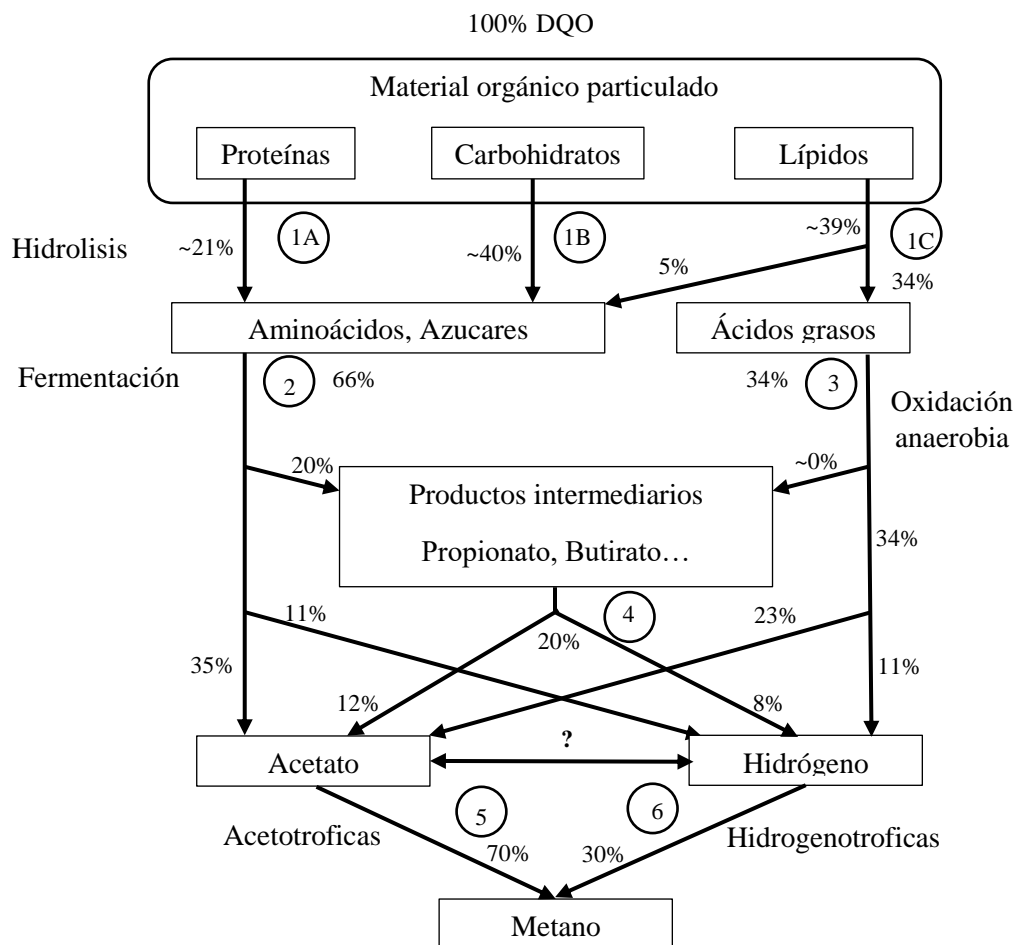 100% DQO
Material orgánico particulado
Proteínas
Carbohidratos
Lípidos
Hidrolisis
~21%
1A
~40%
1B
~39%
1C
5%
34%
Aminoácidos, Azucares
Ácidos grasos
Fermentación
2
66%
34%
3
Oxidación
anaerobia
20%
~0%
Productos intermediarios
Propionato, Butirato…
34%
11%
4
23%
35%
20%
11%
12%
8%
Acetato
?
Hidrógeno
Acetotroficas
5
6
Hidrogenotroficas
70%
30%
Metano